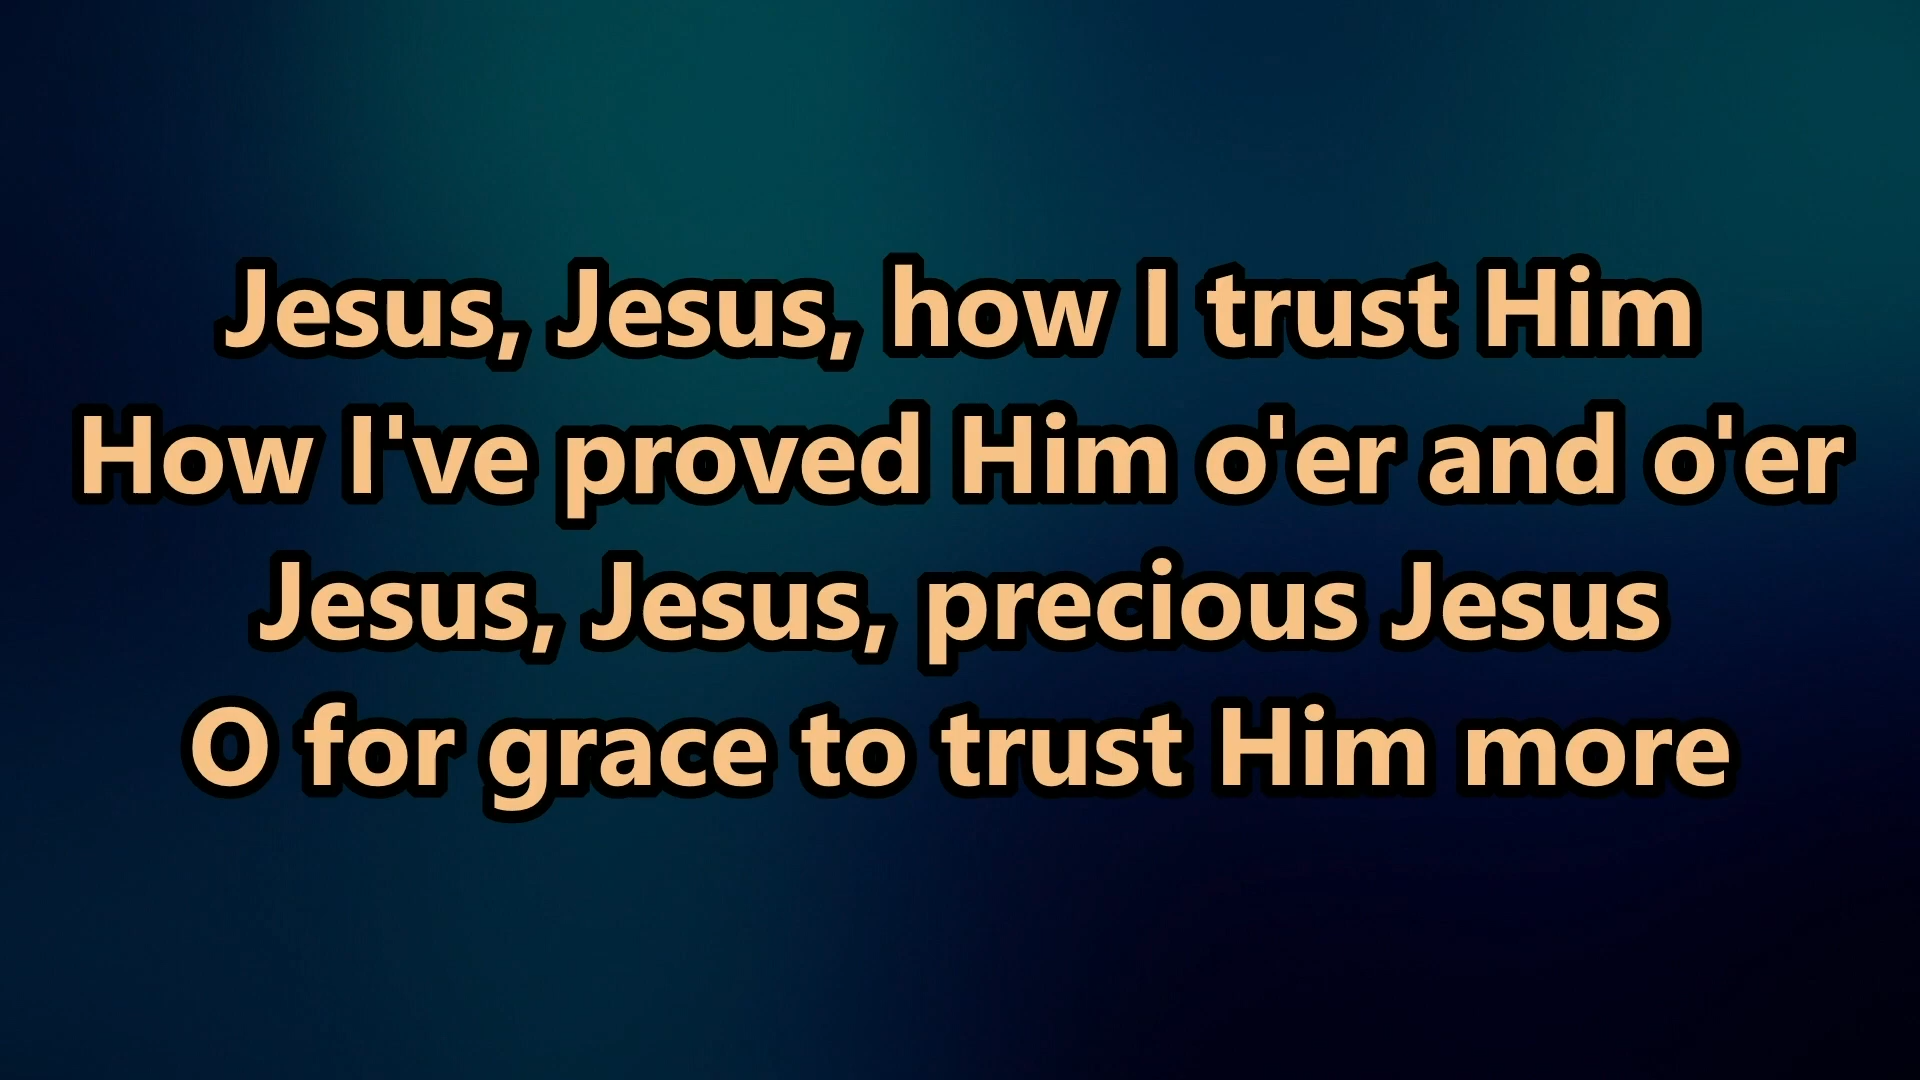 Jesus, Jesus, how I trust Him
How I've proved Him o'er and o'er
Jesus, Jesus, precious Jesus
O for grace to trust Him more